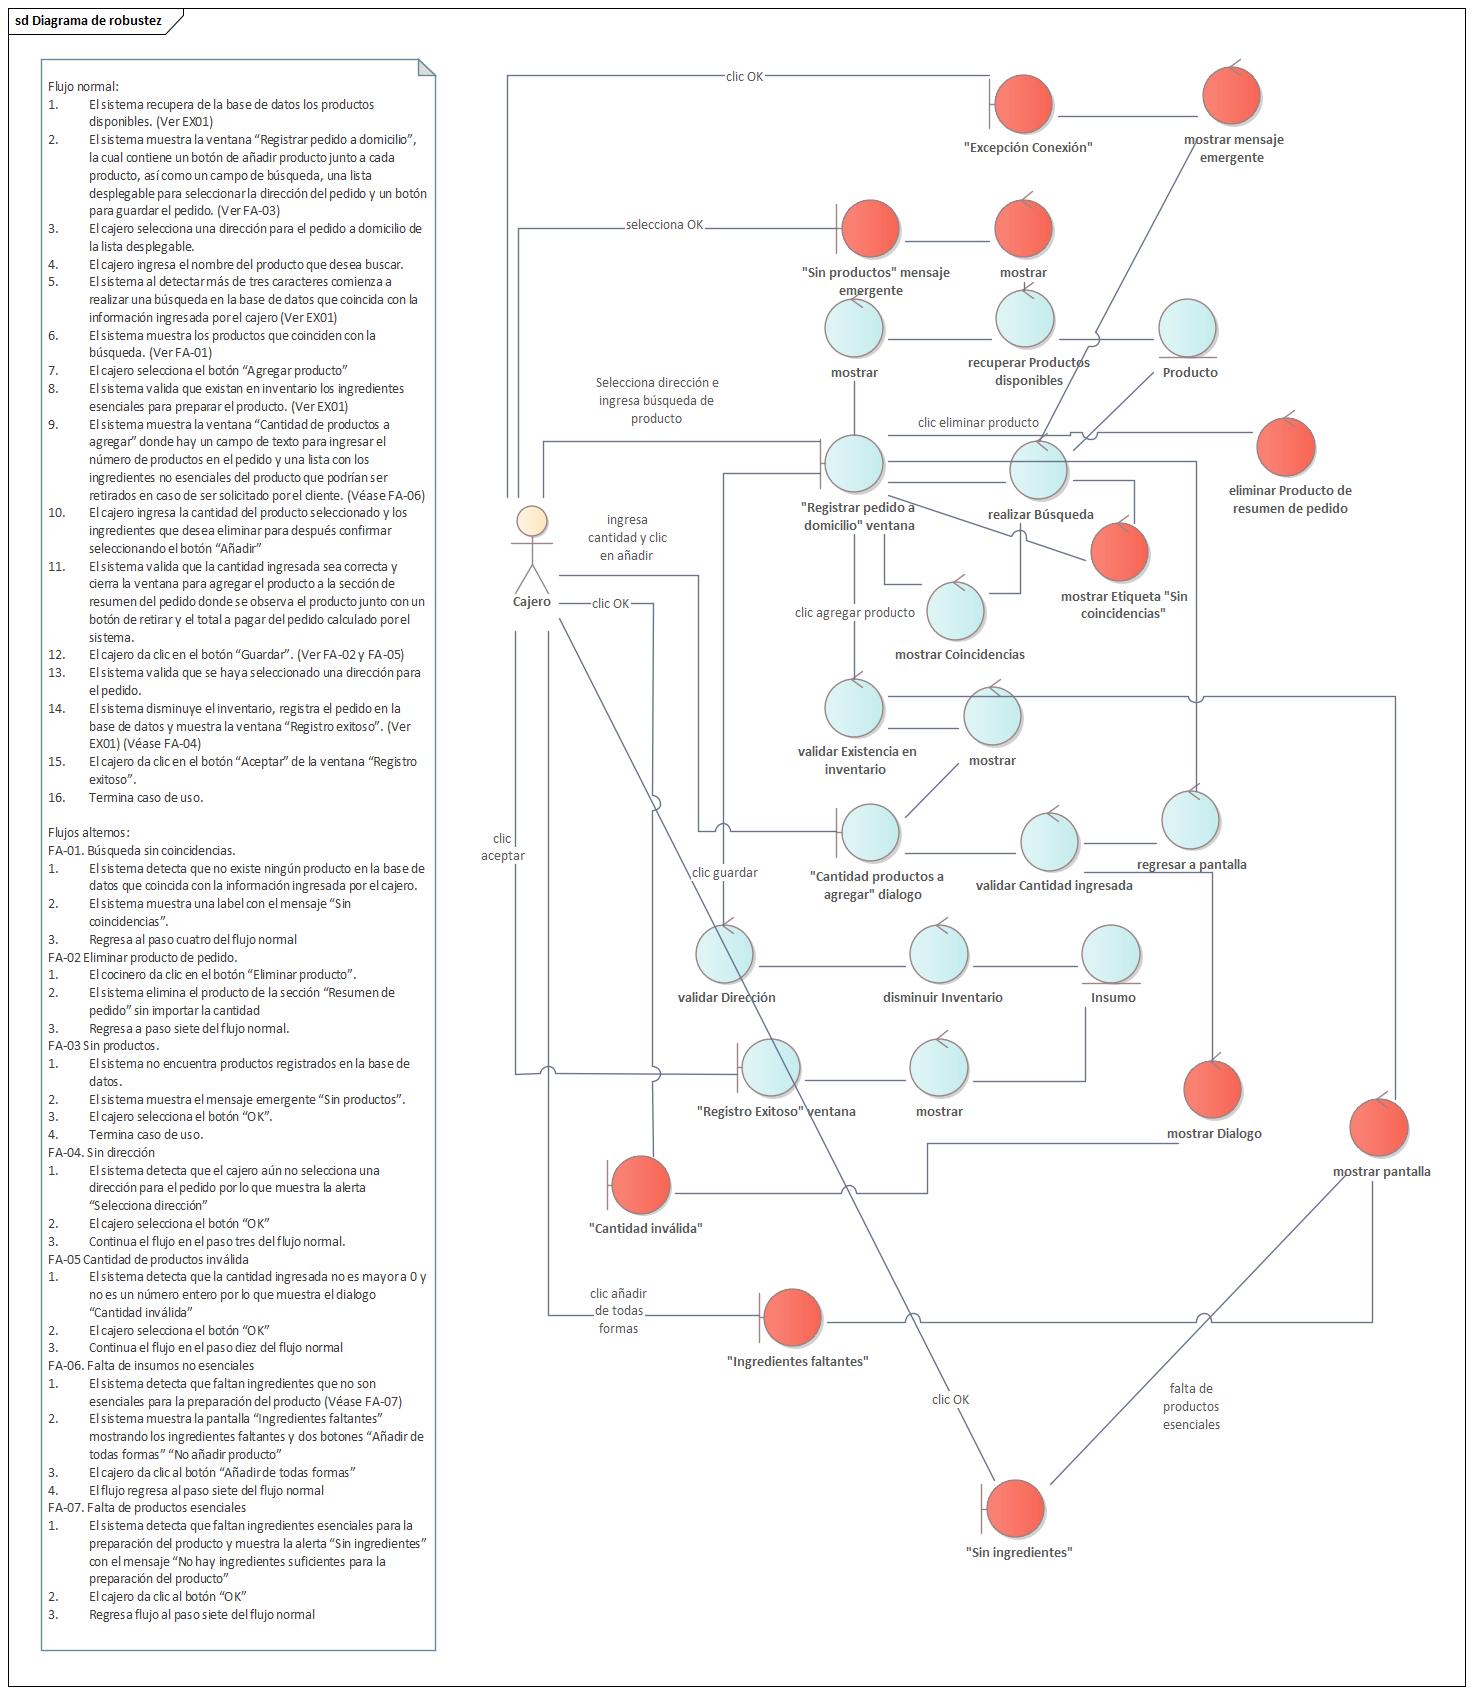 sd Diagrama de robustez
Flujo normal:
1. El sistema recupera de la base de datos los productos
disponibles. (Ver EX01)
2. El sistema muestra la ventana “Registrar pedido a domicilio”,
la cual contiene un botón de añadir producto junto a cada
producto, así como un campo de búsqueda, una lista
desplegable para seleccionar la dirección del pedido y un botón
para guardar el pedido. (Ver FA-03)
3. El cajero selecciona una dirección para el pedido a domicilio de
la lista desplegable.
4. El cajero ingresa el nombre del producto que desea buscar.
5. El sistema al detectar más de tres caracteres comienza a
realizar una búsqueda en la base de datos que coincida con la
información ingresada por el cajero (Ver EX01)
6. El sistema muestra los productos que coinciden con la
búsqueda. (Ver FA-01)
7. El cajero selecciona el botón “Agregar producto”
8. El sistema valida que existan en inventario los ingredientes
esenciales para preparar el producto. (Ver EX01)
9. El sistema muestra la ventana “Cantidad de productos a
agregar” donde hay un campo de texto para ingresar el
número de productos en el pedido y una lista con los
ingredientes no esenciales del producto que podrían ser
retirados en caso de ser solicitado por el cliente. (Véase FA-06)
10. El cajero ingresa la cantidad del producto seleccionado y los
ingredientes que desea eliminar para después confirmar
seleccionando el botón “Añadir”
11. El sistema valida que la cantidad ingresada sea correcta y
cierra la ventana para agregar el producto a la sección de
resumen del pedido donde se observa el producto junto con un
botón de retirar y el total a pagar del pedido calculado por el
sistema.
12. El cajero da clic en el botón “Guardar”. (Ver FA-02 y FA-05)
13. El sistema valida que se haya seleccionado una dirección para
el pedido.
14. El sistema disminuye el inventario, registra el pedido en la
base de datos y muestra la ventana “Registro exitoso”. (Ver
EX01) (Véase FA-04)
15. El cajero da clic en el botón “Aceptar” de la ventana “Registro
exitoso”.
16. Termina caso de uso.
Flujos alternos:
FA-01. Búsqueda sin coincidencias.
1. El sistema detecta que no existe ningún producto en la base de
datos que coincida con la información ingresada por el cajero.
2. El sistema muestra una label con el mensaje “Sin
coincidencias”.
3. Regresa al paso cuatro del flujo normal
FA-02 Eliminar producto de pedido.
1. El cocinero da clic en el botón “Eliminar producto”.
2. El sistema elimina el producto de la sección “Resumen de
pedido” sin importar la cantidad
3. Regresa a paso siete del flujo normal.
FA-03 Sin productos.
1. El sistema no encuentra productos registrados en la base de
datos.
2. El sistema muestra el mensaje emergente “Sin productos”.
3. El cajero selecciona el botón “OK”.
4. Termina caso de uso.
FA-04. Sin dirección
1. El sistema detecta que el cajero aún no selecciona una
dirección para el pedido por lo que muestra la alerta
“Selecciona dirección”
2. El cajero selecciona el botón “OK”
3. Continua el flujo en el paso tres del flujo normal.
FA-05 Cantidad de productos inválida
1. El sistema detecta que la cantidad ingresada no es mayor a 0 y
no es un número entero por lo que muestra el dialogo
“Cantidad inválida”
2. El cajero selecciona el botón “OK”
3. Continua el flujo en el paso diez del flujo normal
FA-06. Falta de insumos no esenciales
1. El sistema detecta que faltan ingredientes que no son
esenciales para la preparación del producto (Véase FA-07)
2. El sistema muestra la pantalla “Ingredientes faltantes”
mostrando los ingredientes faltantes y dos botones “Añadir de
todas formas” “No añadir producto”
3. El cajero da clic al botón “Añadir de todas formas”
4. El flujo regresa al paso siete del flujo normal
FA-07. Falta de productos esenciales
1. El sistema detecta que faltan ingredientes esenciales para la
preparación del producto y muestra la alerta “Sin ingredientes”
con el mensaje “No hay ingredientes suficientes para la
preparación del producto”
2. El cajero da clic al botón “OK”
3. Regresa flujo al paso siete del flujo normal
clic OK
"Excepción Conexión"
mostrar mensaje
emergente
selecciona OK
"Sin productos" mensaje
emergente
mostrar
mostrar
recuperar Productos
disponibles
Producto
Selecciona dirección e
ingresa búsqueda de
producto
clic eliminar producto
eliminar Producto de
resumen de pedido
"Registrar pedido a
domicilio" ventana
realizar Búsqueda
ingresa
cantidad y clic
en añadir
mostrar Etiqueta "Sin
coincidencias"
Cajero
clic OK
clic agregar producto
mostrar Coincidencias
validar Existencia en
inventario
mostrar
clic
aceptar
clic guardar
"Cantidad productos a
agregar" dialogo
validar Cantidad ingresada
regresar a pantalla
validar Dirección
disminuir Inventario
Insumo
"Registro Exitoso" ventana
mostrar
mostrar Dialogo
mostrar pantalla
"Cantidad inválida"
clic añadir
de todas
formas
"Ingredientes faltantes"
clic OK
falta de
productos
esenciales
"Sin ingredientes"